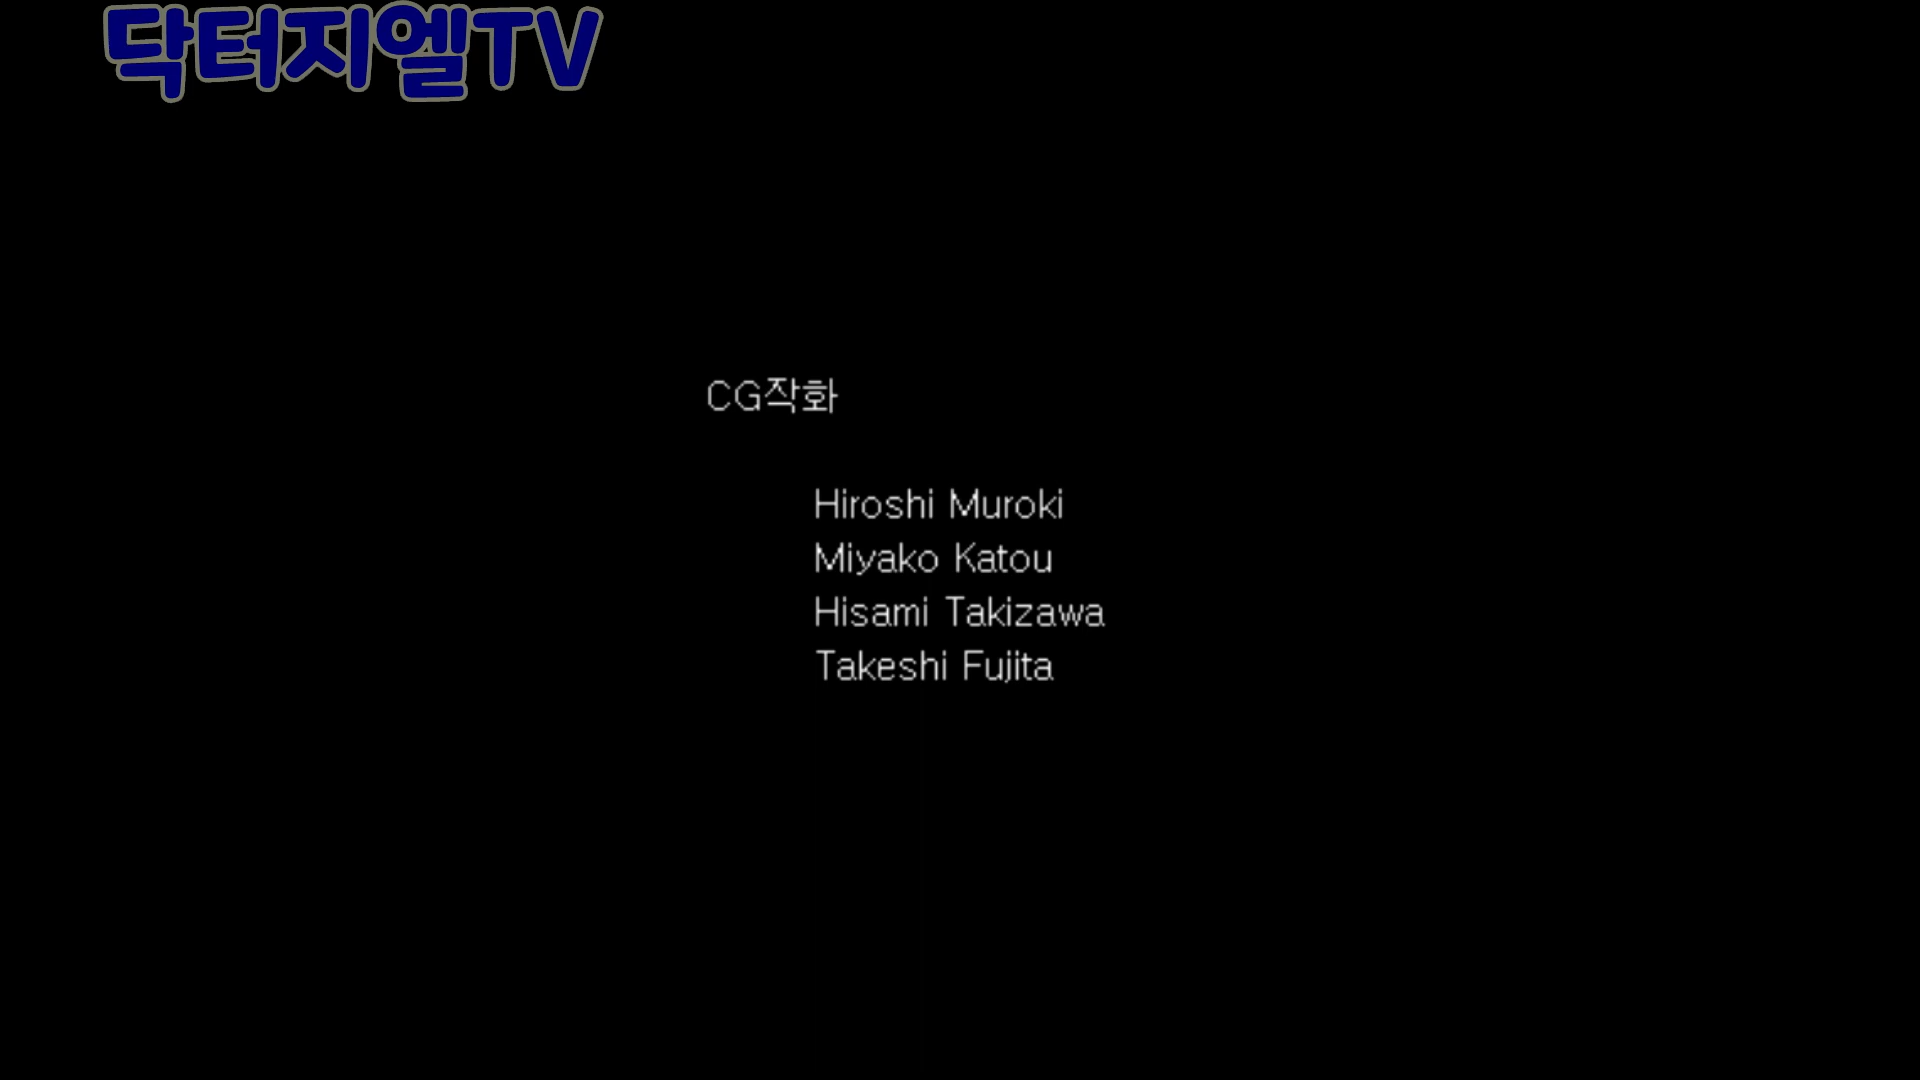 닥터지엘TV
CG작화
Hiroshi Muroki
Miyako Katou
Hisami Takizawa
Takeshi Fujita